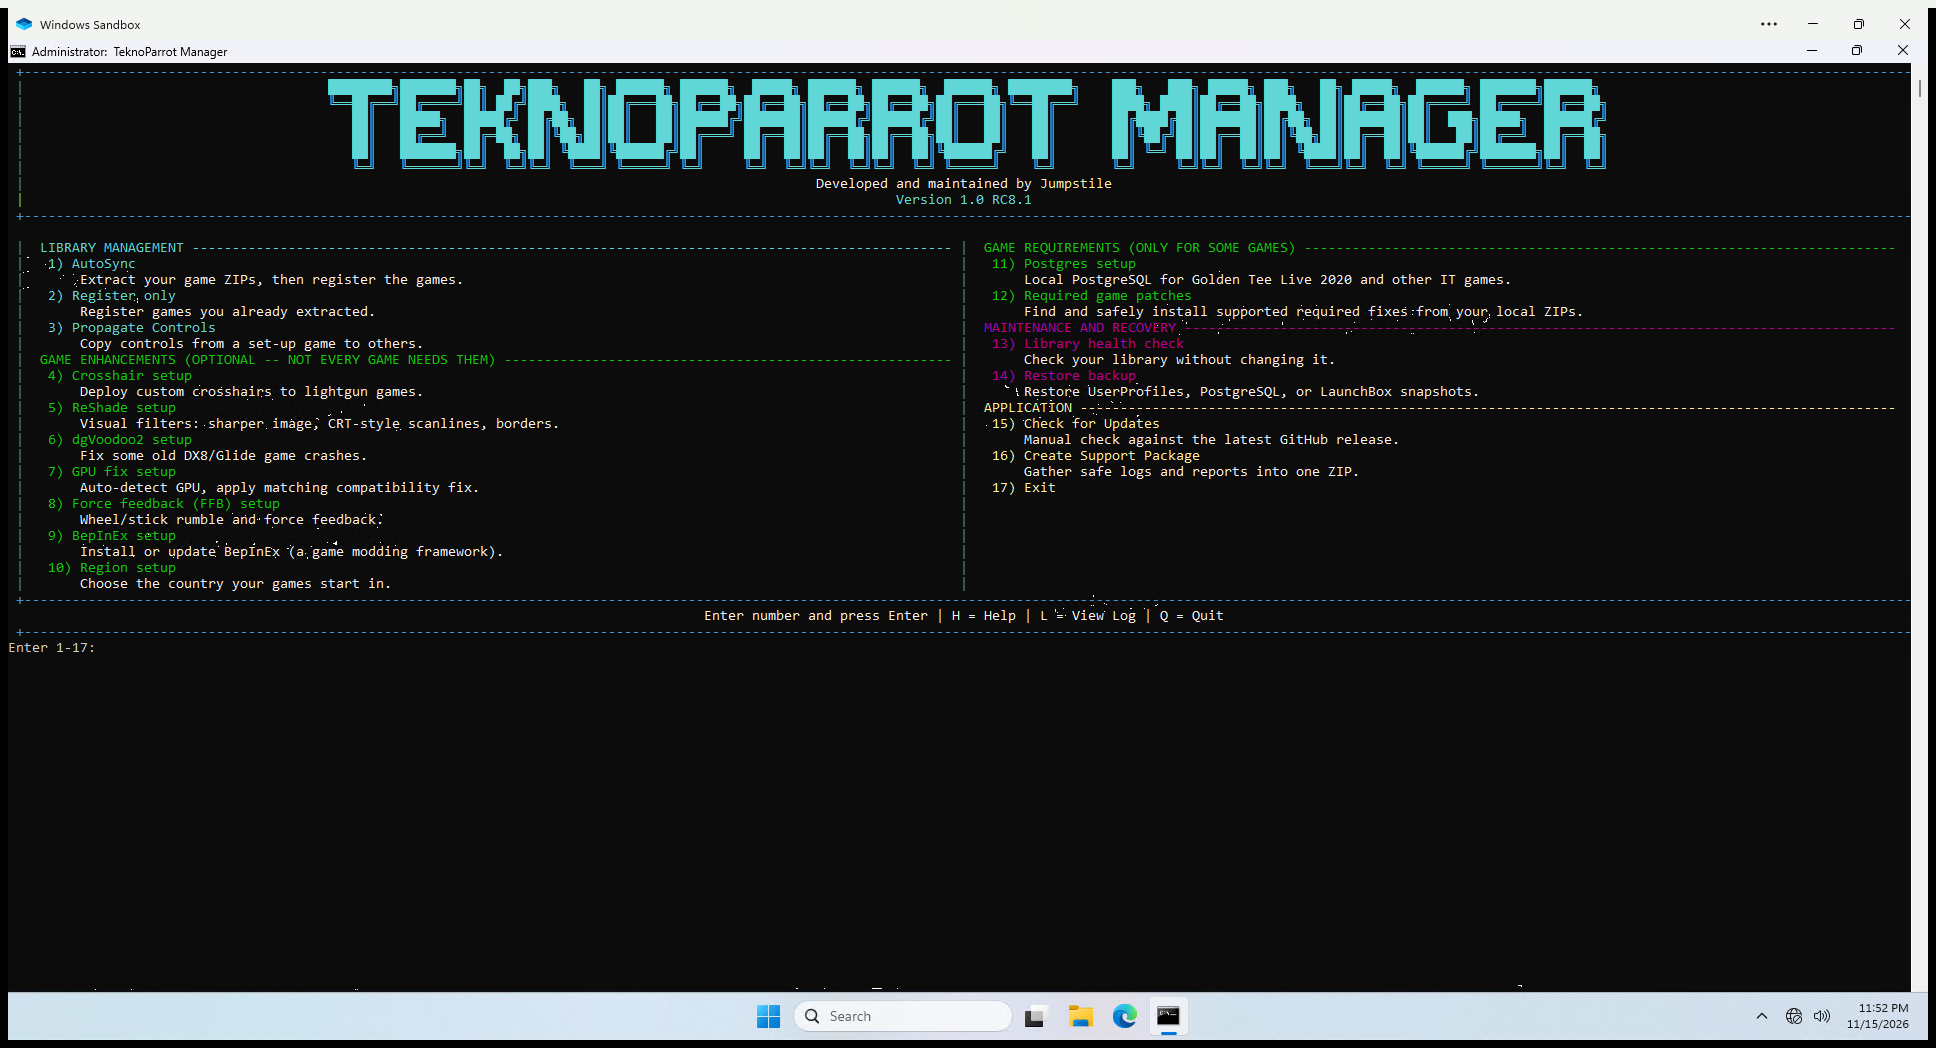 Windows Sandbox
Administrator: TeknoParrot Manager
TEKNOPARROT MANAGER
Developed and maintained by Jumpstile
Version 1.0 RC8.1
LIBRARY MANAGEMENT
1) AutoSync
Extract your game ZIPs, then register the games.
2) Register only
Register games you already extracted.
3) Propagate Controls
Copy controls from a set-up game to others.
GAME ENHANCEMENTS (OPTIONAL -- NOT EVERY GAME NEEDS THEM)
4) Crosshair setup
Deploy custom crosshairs to lightgun games.
5) ReShade setup
Visual filters: sharper image, CRT-style scanlines, borders.
6) dgVoodoo2 setup
Fix some old DX8/Glide game crashes.
7) GPU fix setup
Auto-detect GPU, apply matching compatibility fix.
8) Force feedback (FFB) setup
Wheel/stick rumble and force feedback.
9) BepInEx setup
Install or update BepInEx (a game modding framework).
10) Region setup
Choose the country your games start in.
GAME REQUIREMENTS (ONLY FOR SOME GAMES)
11) Postgres setup
Local PostgreSQL for Golden Tee Live 2020 and other IT games.
12) Required game patches
Find and safely install supported required fixes from your local ZIPs.
MAINTENANCE AND RECOVERY
13) Library health check
Check your library without changing it.
14) Restore backup
Restore UserProfiles, PostgreSQL, or LaunchBox snapshots.
APPLICATION
15) Check for Updates
Manual check against the latest GitHub release.
16) Create Support Package
Gather safe logs and reports into one ZIP.
17) Exit
Enter number and press Enter | H = Help | L = View Log | Q = Quit
Enter 1-17:
Search
11:52 PM
11/15/2026